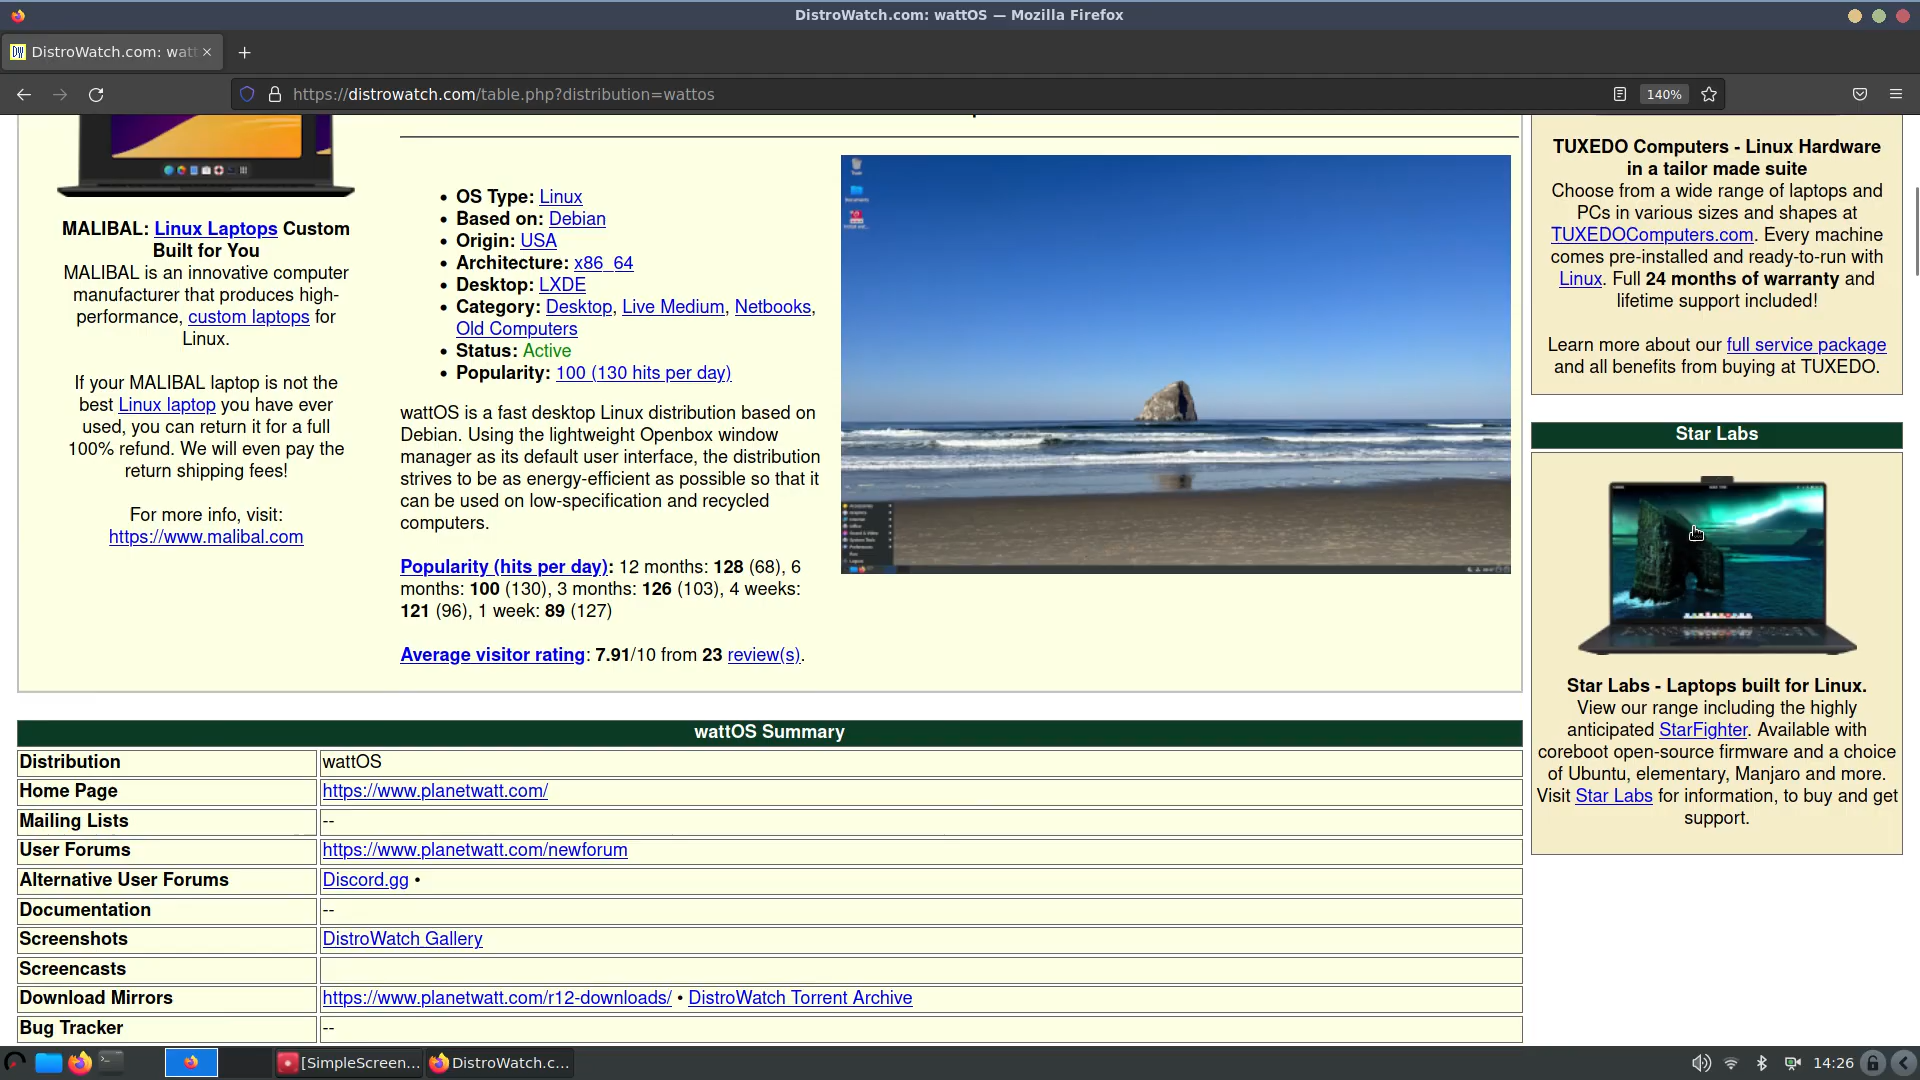 DistroWatch.com: wattOS — Mozilla Firefox
DistroWatch.com: wat
https://distrowatch.com/table.php?distribution=wattos
140%
MALIBAL: Linux Laptops Custom
Built for You
MALIBAL is an innovative computer
manufacturer that produces high-
performance, custom laptops for
Linux.
If your MALIBAL laptop is not the
best Linux laptop you have ever
used, you can return it for a full
100% refund. We will even pay the
return shipping fees!
For more info, visit:
https://www.malibal.com
• OS Type: Linux
• Based on: Debian
• Origin: USA
• Architecture: x86_64
• Desktop: LXDE
• Category: Desktop, Live Medium, Netbooks,
Old Computers
• Status: Active
• Popularity: 100 (130 hits per day)
wattOS is a fast desktop Linux distribution based on
Debian. Using the lightweight Openbox window
manager as its default user interface, the distribution
strives to be as energy-efficient as possible so that it
can be used on low-specification and recycled
computers.
Popularity (hits per day): 12 months: 128 (68), 6
months: 100 (130), 3 months: 126 (103), 4 weeks:
121 (96), 1 week: 89 (127)
Average visitor rating: 7.91/10 from 23 review(s).
TUXEDO Computers - Linux Hardware
in a tailor made suite
Choose from a wide range of laptops and
PCs in various sizes and shapes at
TUXEDOComputers.com. Every machine
comes pre-installed and ready-to-run with
Linux. Full 24 months of warranty and
lifetime support included!
Learn more about our full service package
and all benefits from buying at TUXEDO.
Star Labs
Star Labs - Laptops built for Linux.
View our range including the highly
anticipated StarFighter. Available with
coreboot open-source firmware and a choice
of Ubuntu, elementary, Manjaro and more.
Visit Star Labs for information, to buy and get
support.
wattOS Summary
Distribution wattOS
Home Page https://www.planetwatt.com/
Mailing Lists --
User Forums https://www.planetwatt.com/newforum
Alternative User Forums Discord.gg •
Documentation --
Screenshots DistroWatch Gallery
Screencasts
Download Mirrors https://www.planetwatt.com/r12-downloads/ • DistroWatch Torrent Archive
Bug Tracker --
[SimpleScreen...
DistroWatch.c...
14:26